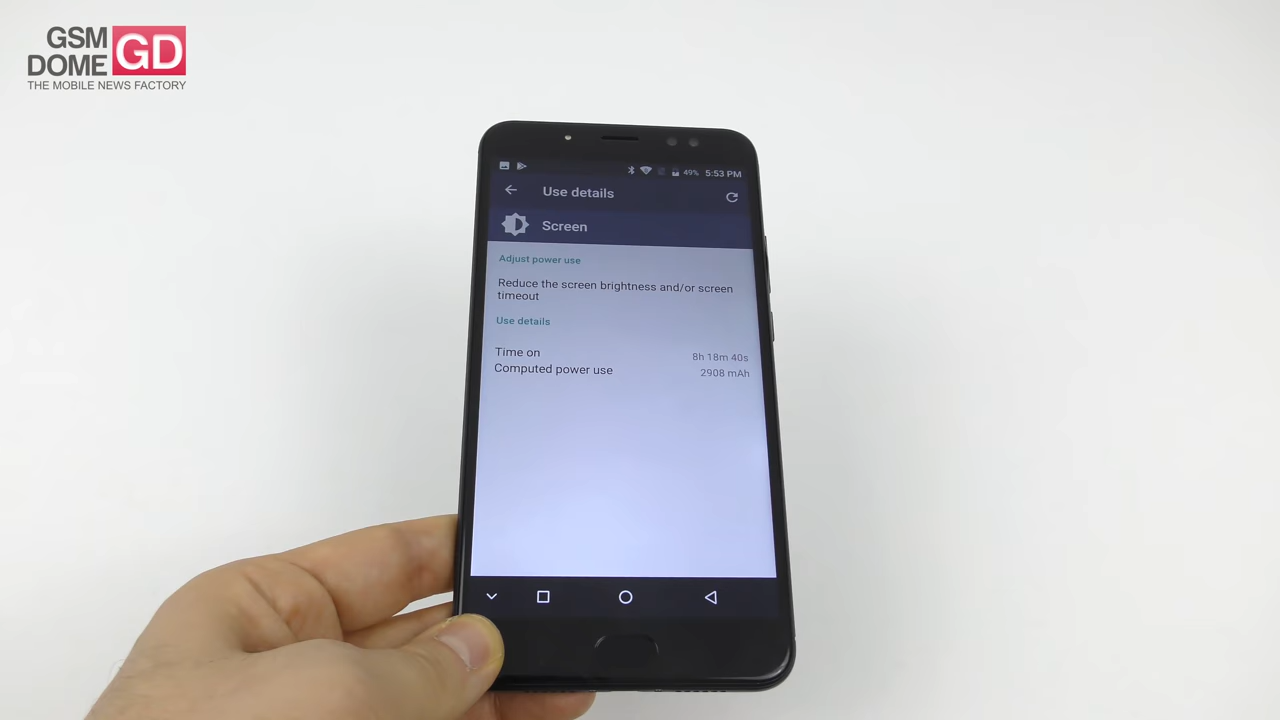 GSM
DOME
GD
THE MOBILE NEWS FACTORY
49% 5:53 PM
Use details
Screen
Adjust power use
Reduce the screen brightness and/or screen
timeout
Use details
Time on 8h 18m 40s
Computed power use 2908 mAh